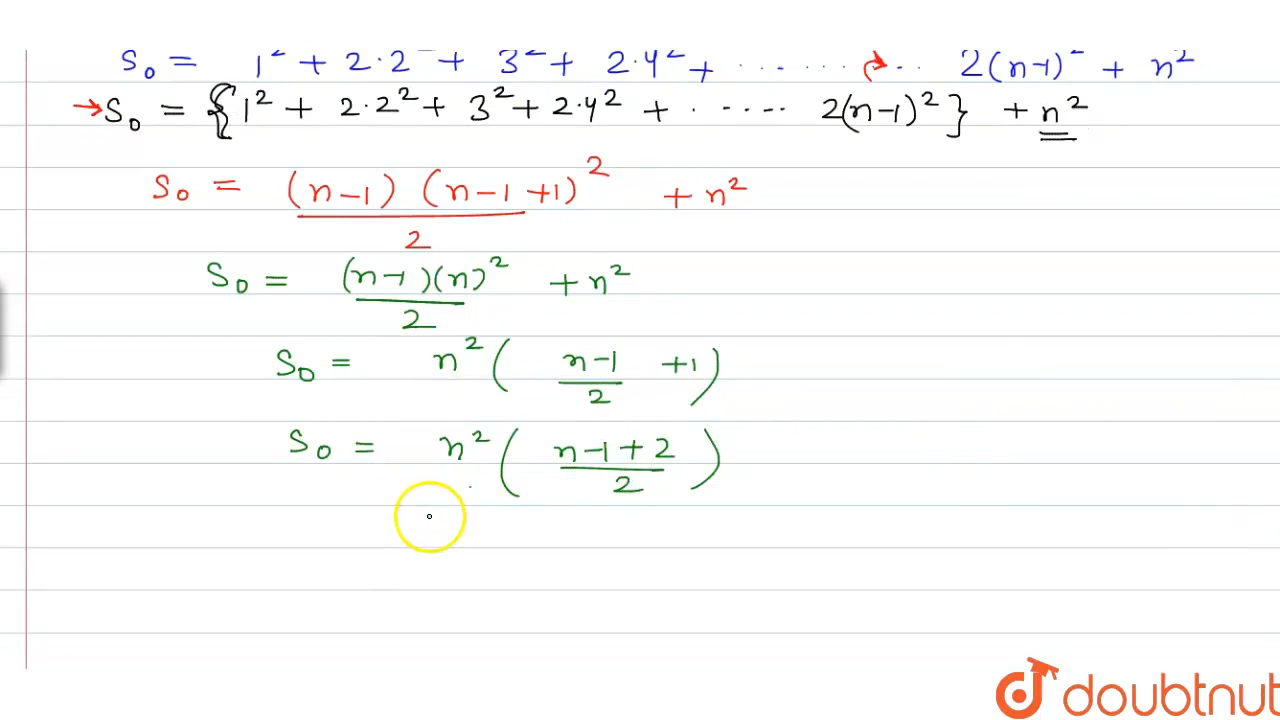 S₀ = 1² + 2·2² + 3² + 2·4² + ········ 2(n-1)² + n²
→ S₀ = {1² + 2·2² + 3² + 2·4² + ······ 2(n-1)²} + n²
S₀ = (n-1)(n-1+1)²/2 + n²
S₀ = (n-1)(n)²/2 + n²
S₀ = n²((n-1)/2 +1)
S₀ = n²((n-1+2)/2)
doubtnut